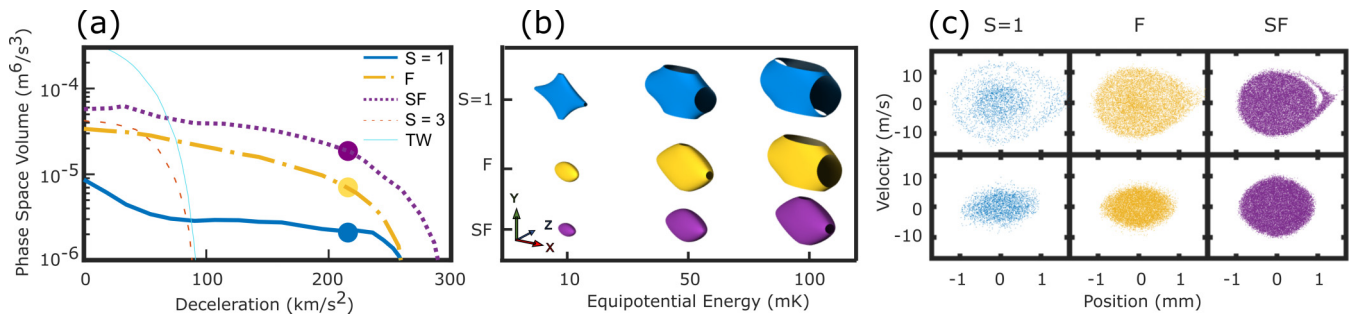 (a)
Phase Space Volume (m⁶/s³)
10⁻⁴
10⁻⁵
10⁻⁶
S = 1
F
SF
S = 3
TW
0 100 200 300
Deceleration (km/s²)
(b)
S=1
F
SF
Y
Z
X
10 50 100
Equipotential Energy (mK)
(c)
S=1 F SF
Velocity (m/s)
10
0
-10
10
0
-10
-1 0 1 -1 0 1 -1 0 1
Position (mm)